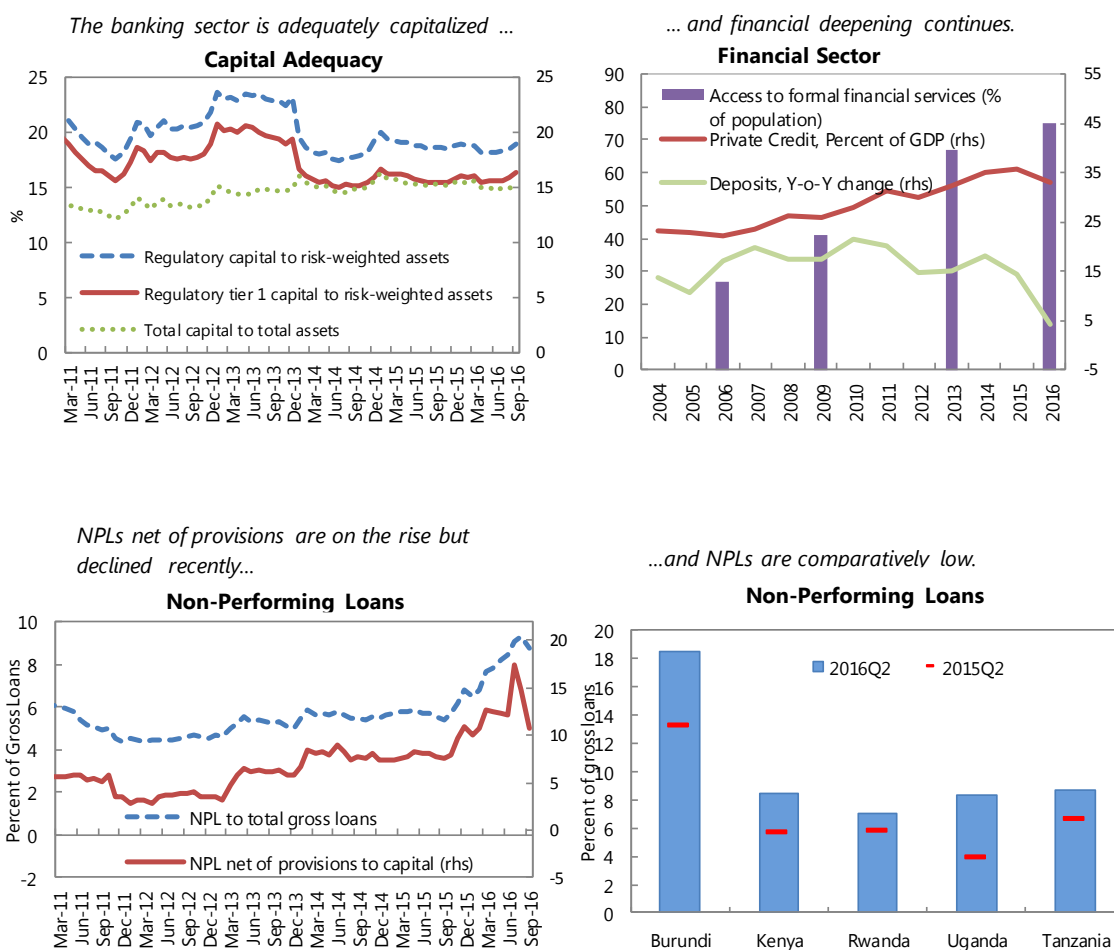 The banking sector is adequately capitalized ...
Capital Adequacy
25
20
15
10
5
0
%
25
20
15
10
5
0
Regulatory capital to risk-weighted assets
Regulatory tier 1 capital to risk-weighted assets
Total capital to total assets
Mar-11
Jun-11
Sep-11
Dec-11
Mar-12
Jun-12
Sep-12
Dec-12
Mar-13
Jun-13
Sep-13
Dec-13
Mar-14
Jun-14
Sep-14
Dec-14
Mar-15
Jun-15
Sep-15
Dec-15
Mar-16
Jun-16
Sep-16
... and financial deepening continues.
Financial Sector
90
80
70
60
50
40
30
20
10
0
55
45
35
25
15
5
-5
Access to formal financial services (%
of population)
Private Credit, Percent of GDP (rhs)
Deposits, Y-o-Y change (rhs)
2004
2005
2006
2007
2008
2009
2010
2011
2012
2013
2014
2015
2016
NPLs net of provisions are on the rise but
declined recently...
Non-Performing Loans
10
8
6
4
2
0
-2
Percent of Gross Loans
20
15
10
5
0
-5
NPL to total gross loans
NPL net of provisions to capital (rhs)
Mar-11
Jun-11
Sep-11
Dec-11
Mar-12
Jun-12
Sep-12
Dec-12
Mar-13
Jun-13
Sep-13
Dec-13
Mar-14
Jun-14
Sep-14
Dec-14
Mar-15
Jun-15
Sep-15
Dec-15
Mar-16
Jun-16
Sep-16
...and NPLs are comparatively low.
Non-Performing Loans
20
18
16
14
12
10
8
6
4
2
0
Percent of gross loans
2016Q2
2015Q2
Burundi
Kenya
Rwanda
Uganda
Tanzania